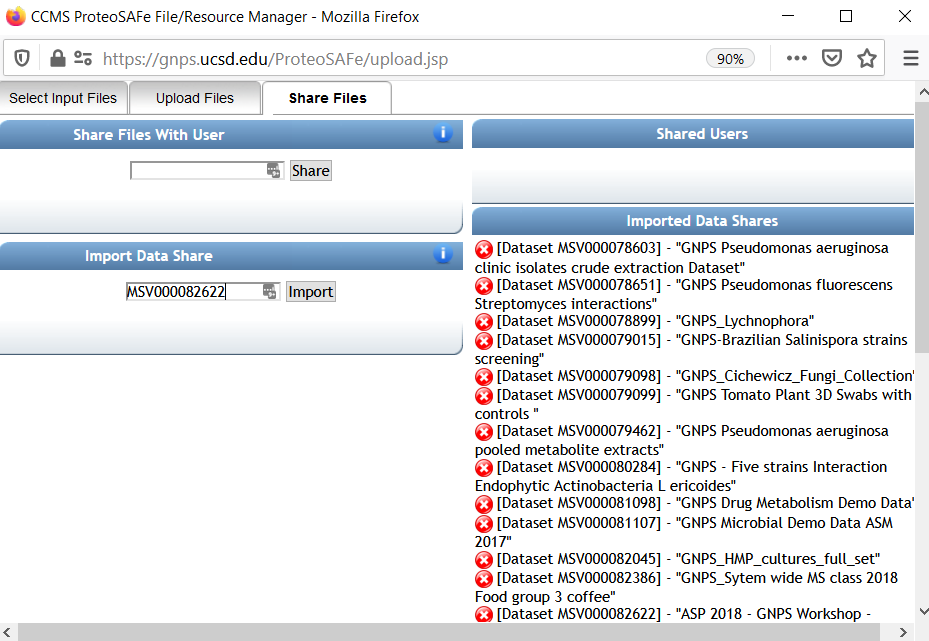 CCMS ProteoSAFe File/Resource Manager - Mozilla Firefox
https://gnps.ucsd.edu/ProteoSAFe/upload.jsp
90%
Select Input Files
Upload Files
Share Files
Share Files With User
i
Share
Import Data Share
i
MSV000082622
Import
Shared Users
Imported Data Shares
[Dataset MSV000078603] - "GNPS Pseudomonas aeruginosa
clinic isolates crude extraction Dataset"
[Dataset MSV000078651] - "GNPS Pseudomonas fluorescens
Streptomyces interactions"
[Dataset MSV000078899] - "GNPS_Lychnophora"
[Dataset MSV000079015] - "GNPS-Brazilian Salinispora strains
screening"
[Dataset MSV000079098] - "GNPS_Cichewicz_Fungi_Collection"
[Dataset MSV000079099] - "GNPS Tomato Plant 3D Swabs with
controls "
[Dataset MSV000079462] - "GNPS Pseudomonas aeruginosa
pooled metabolite extracts"
[Dataset MSV000080284] - "GNPS - Five strains Interaction
Endophytic Actinobacteria L ericoides"
[Dataset MSV000081098] - "GNPS Drug Metabolism Demo Data"
[Dataset MSV000081107] - "GNPS Microbial Demo Data ASM
2017"
[Dataset MSV000082045] - "GNPS_HMP_cultures_full_set"
[Dataset MSV000082386] - "GNPS_Sytem wide MS class 2018
Food group 3 coffee"
[Dataset MSV000082622] - "ASP 2018 - GNPS Workshop -